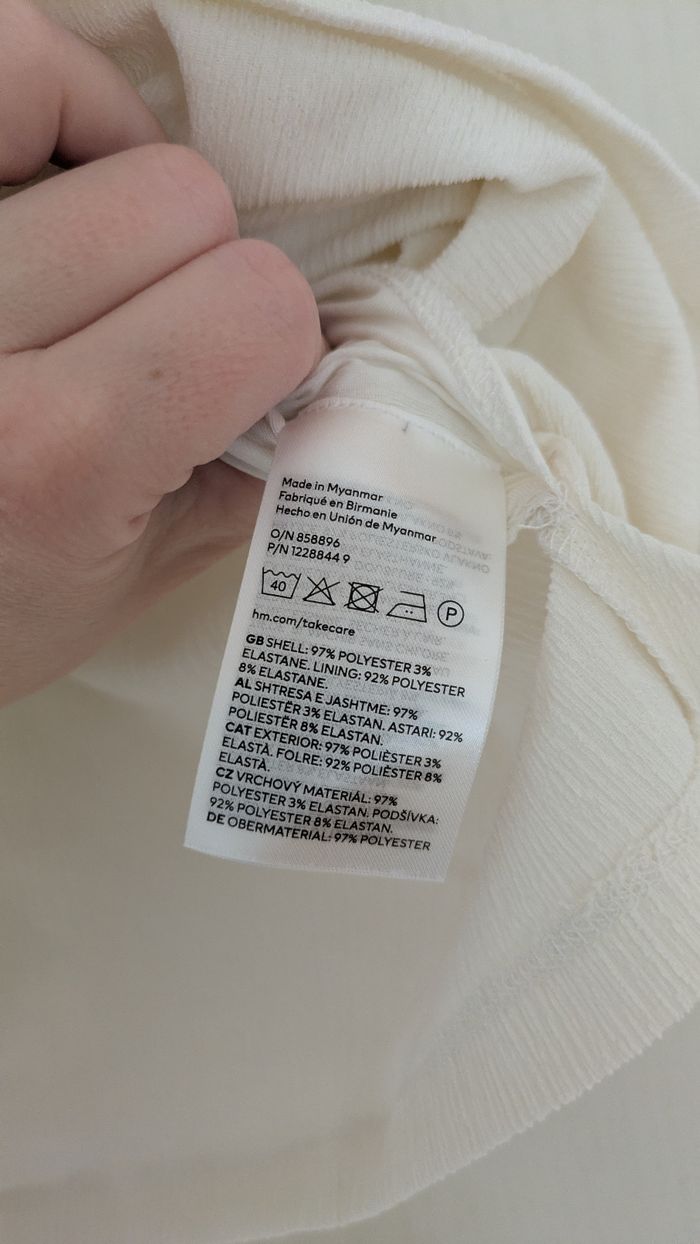 Made in Myanmar
Fabriqué en Birmanie
Hecho en Unión de Myanmar
O/N 858896
P/N 1228844 9
40 P
hm.com/takecare
GB SHELL: 97% POLYESTER 3%
ELASTANE. LINING: 92% POLYESTER
8% ELASTANE.
AL SHTRESA E JASHTME: 97%
POLIESTËR 3% ELASTAN. ASTARI: 92%
POLIESTËR 8% ELASTAN.
CAT EXTERIOR: 97% POLIÈSTER 3%
ELASTÀ. FOLRE: 92% POLIÈSTER 8%
ELASTÀ.
CZ VRCHOVÝ MATERIÁL: 97%
POLYESTER 3% ELASTAN. PODŠÍVKA:
92% POLYESTER 8% ELASTAN.
DE OBERMATERIAL: 97% POLYESTER